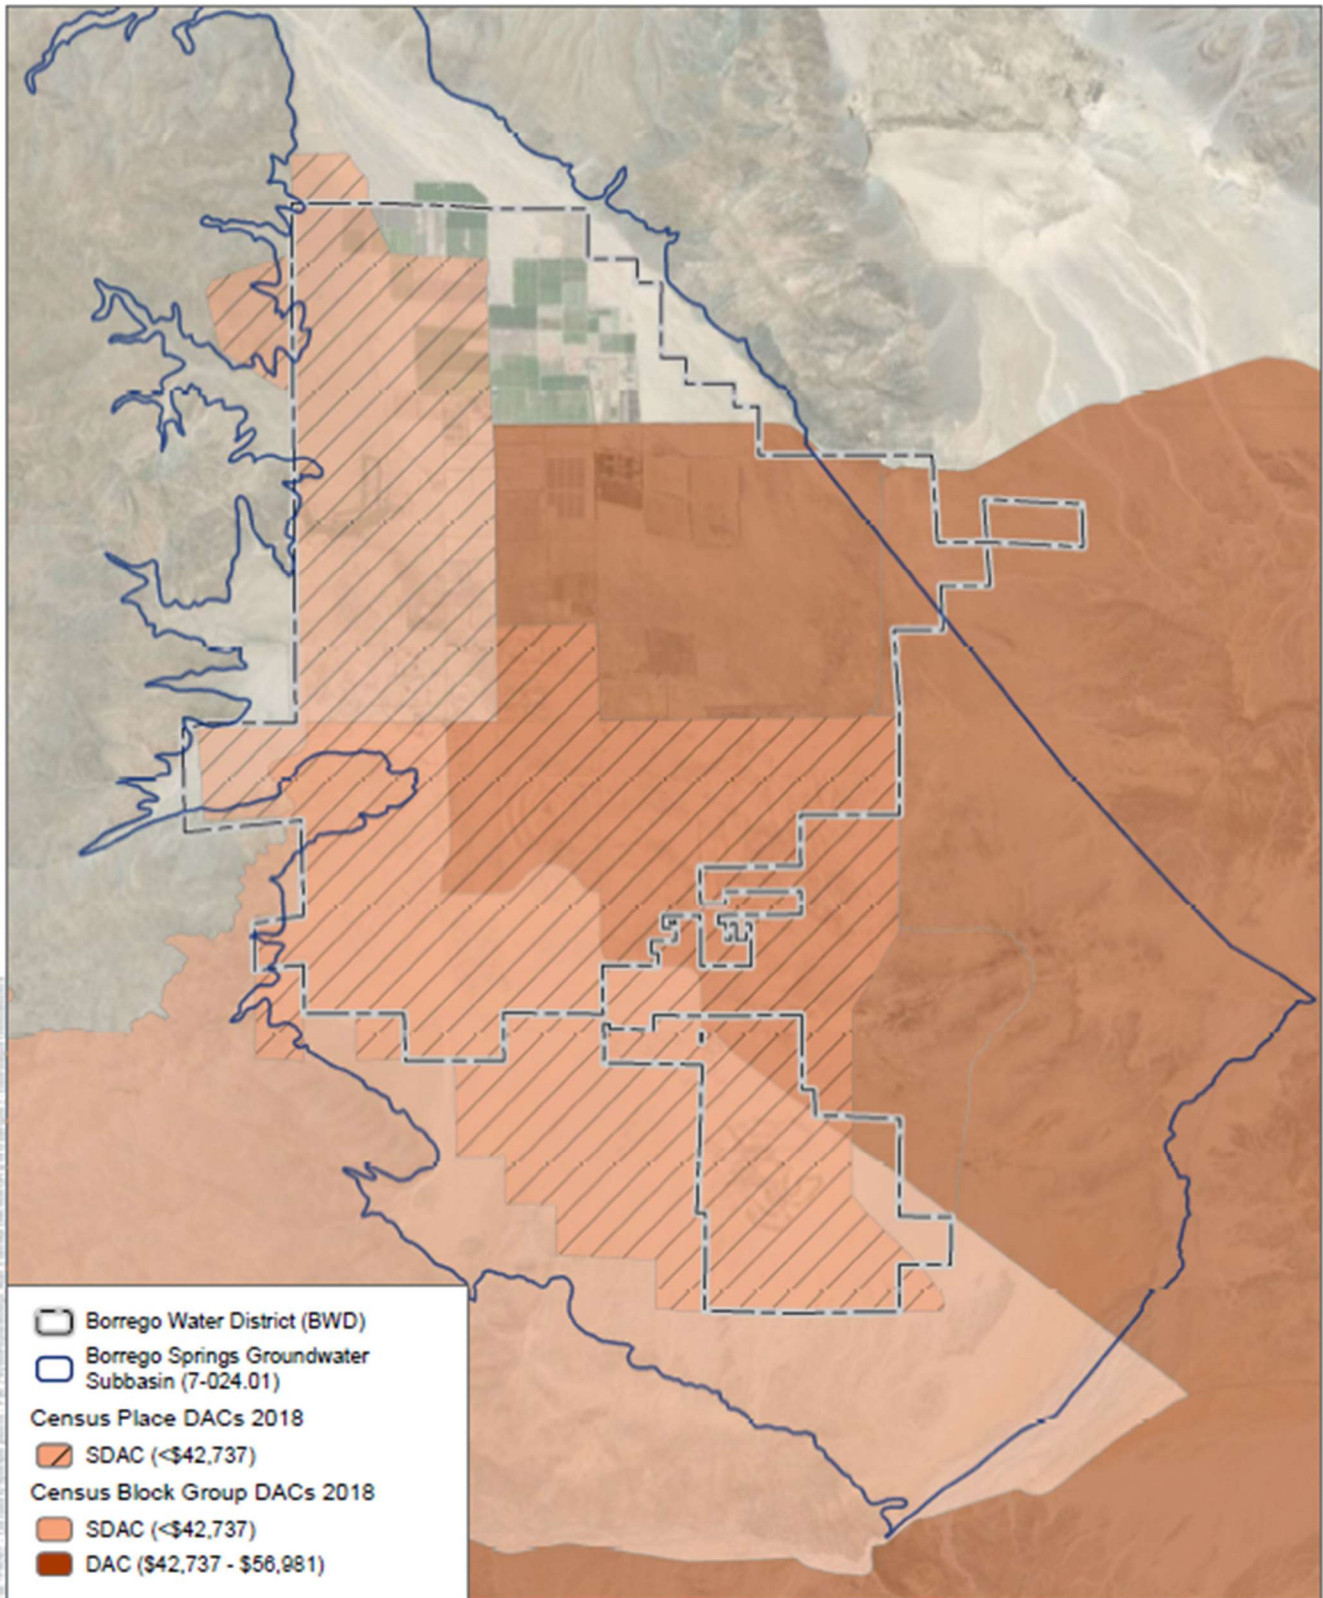 Borrego Water District (BWD)
Borrego Springs Groundwater
Subbasin (7-024.01)
Census Place DACs 2018
SDAC (<$42,737)
Census Block Group DACs 2018
SDAC (<$42,737)
DAC ($42,737 - $56,981)